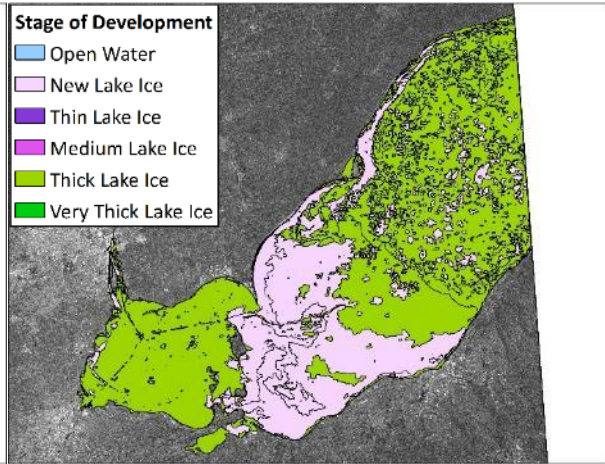 Stage of Development
Open Water
New Lake Ice
Thin Lake Ice
Medium Lake Ice
Thick Lake Ice
Very Thick Lake Ice